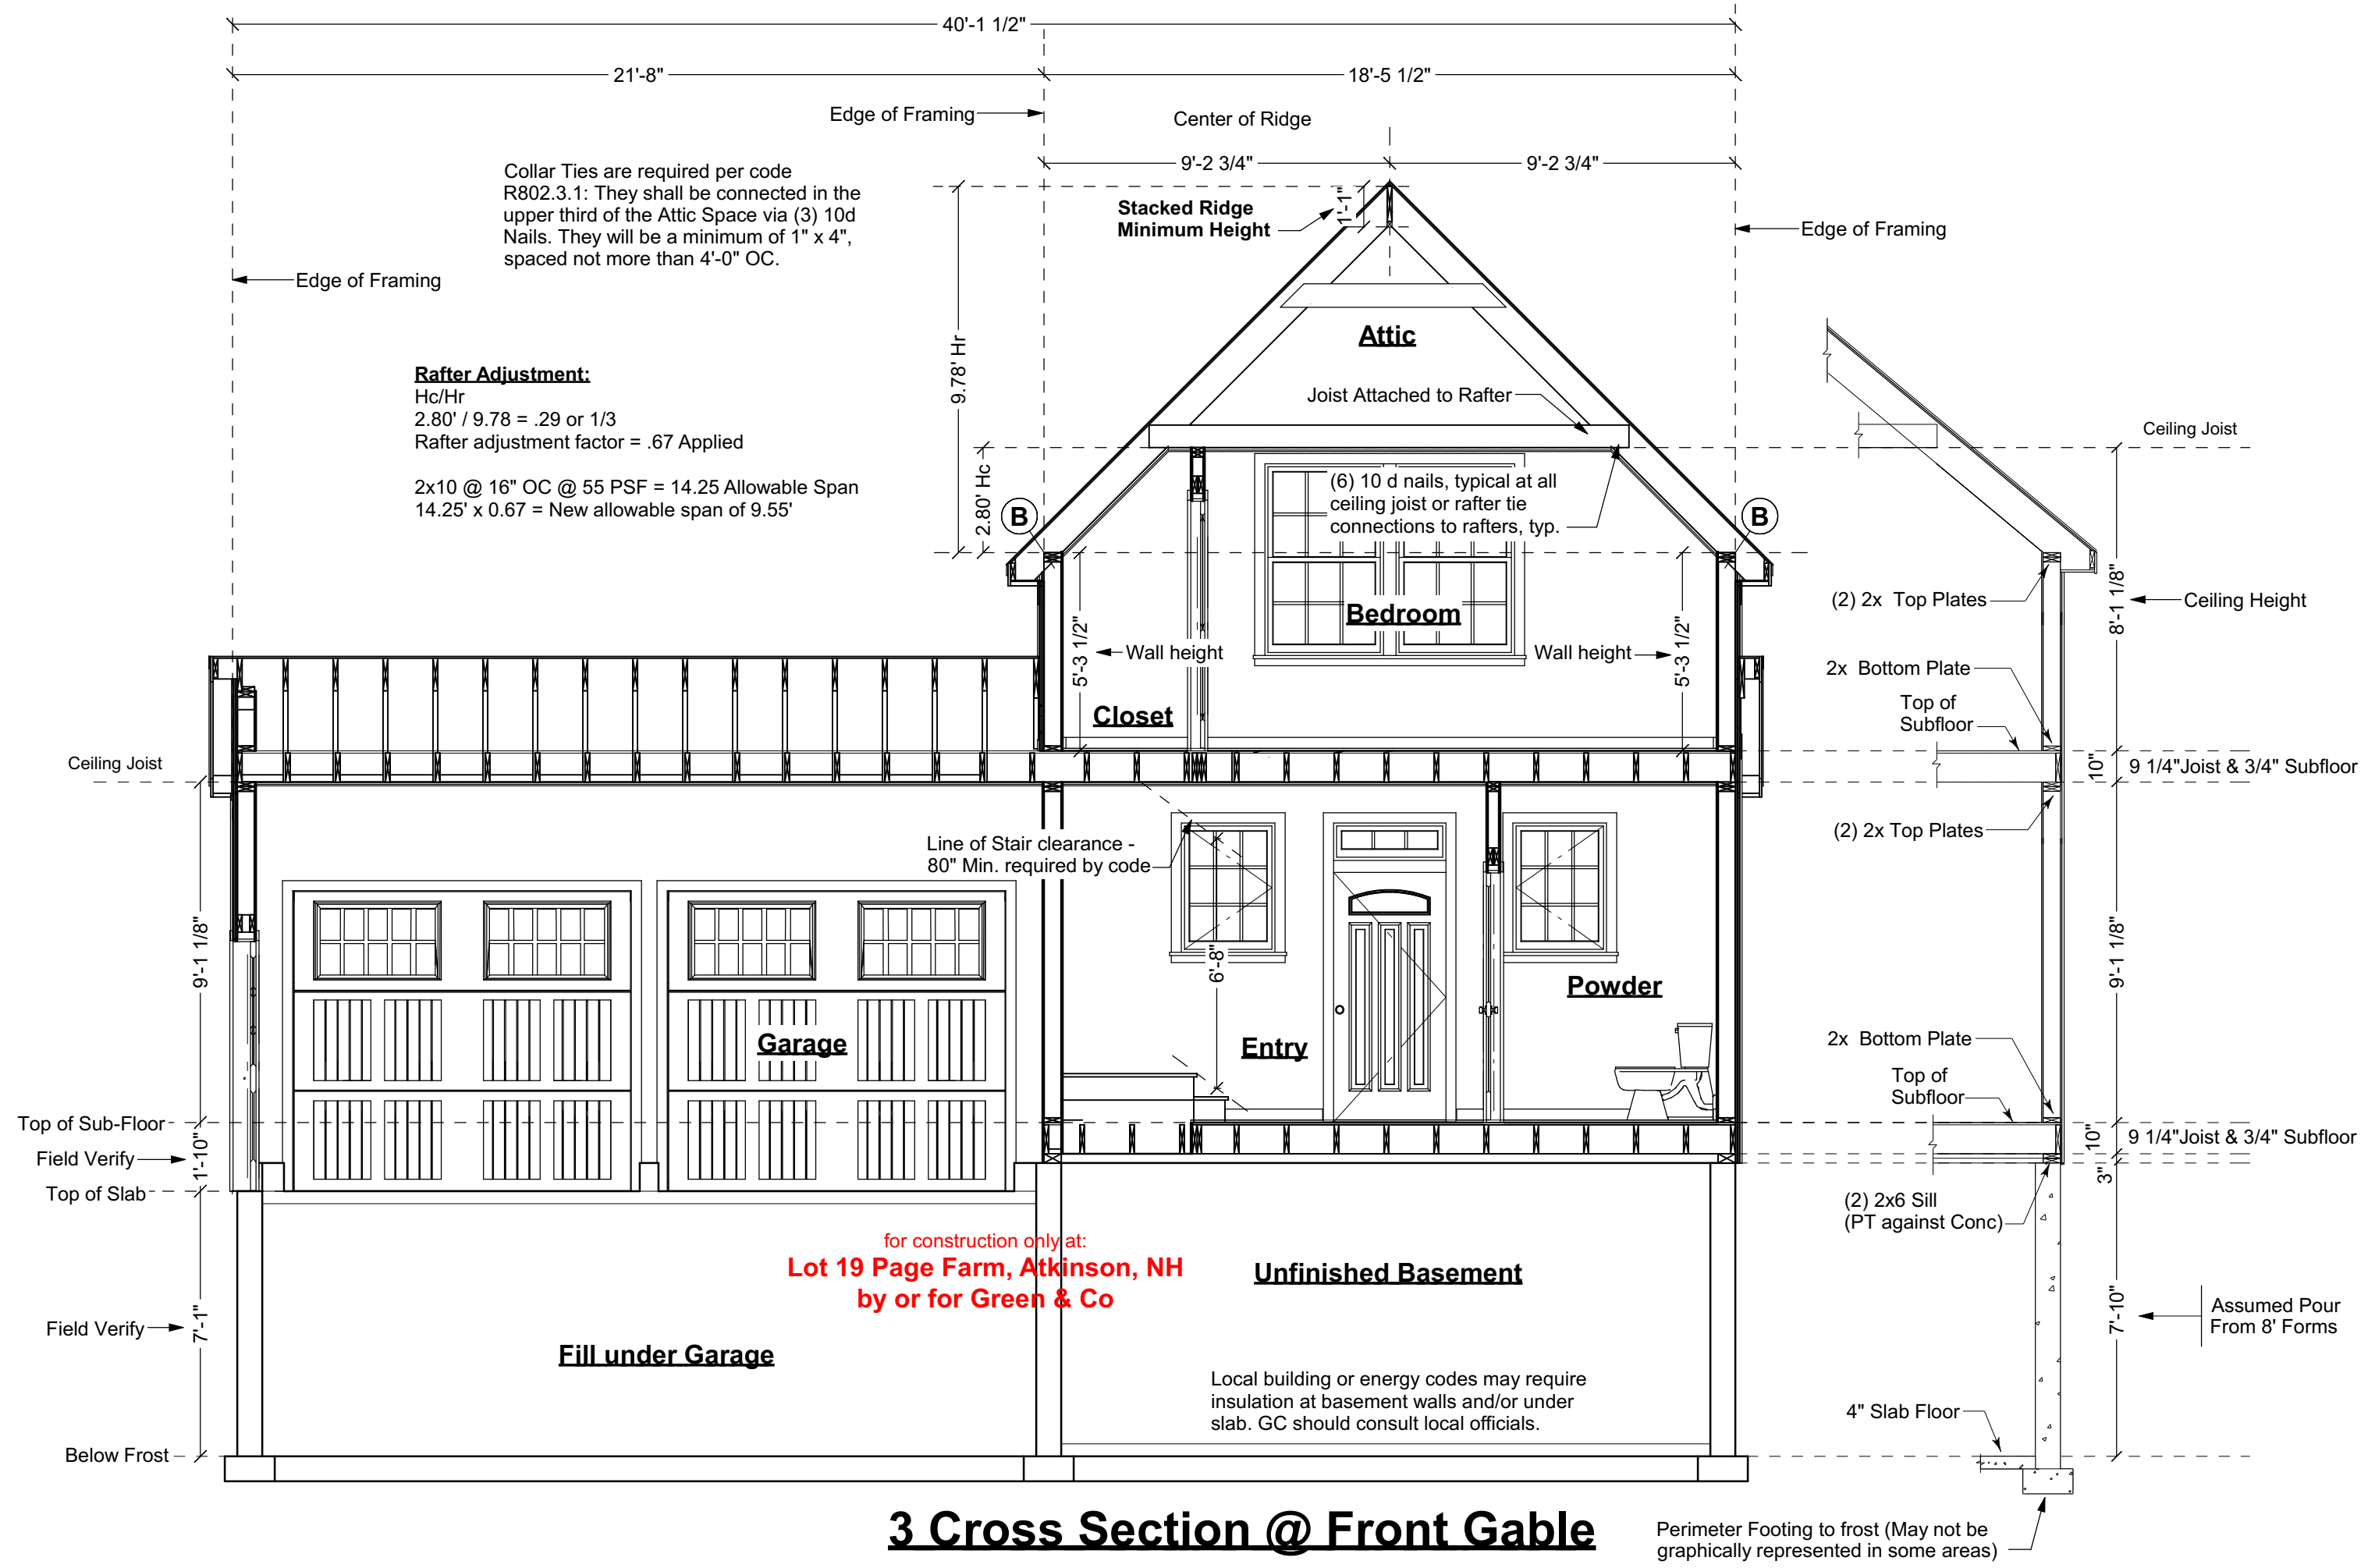 40'-1 1/2"
21'-8"
18'-5 1/2"
Edge of Framing
Center of Ridge
9'-2 3/4"
9'-2 3/4"
Collar Ties are required per code
R802.3.1: They shall be connected in the
upper third of the Attic Space via (3) 10d
Nails. They will be a minimum of 1" x 4",
spaced not more than 4'-0" OC.
Stacked Ridge
Minimum Height
1'-1"
Edge of Framing
Edge of Framing
9.78' Hr
Attic
Rafter Adjustment:
Hc/Hr
2.80' / 9.78 = .29 or 1/3
Rafter adjustment factor = .67 Applied
2x10 @ 16" OC @ 55 PSF = 14.25 Allowable Span
14.25' x 0.67 = New allowable span of 9.55'
Joist Attached to Rafter
Ceiling Joist
2.80' Hc
(6) 10 d nails, typical at all
ceiling joist or rafter tie
connections to rafters, typ.
B
B
(2) 2x Top Plates
8'-1 1/8"
Ceiling Height
Bedroom
5'-3 1/2"
Wall height
Wall height
5'-3 1/2"
2x Bottom Plate
Top of
Subfloor
Closet
Ceiling Joist
10"
9 1/4"Joist & 3/4" Subfloor
(2) 2x Top Plates
Line of Stair clearance -
80" Min. required by code
9'-1 1/8"
6'-8"
9'-1 1/8"
Powder
Garage
Entry
2x Bottom Plate
Top of
Subfloor
Top of Sub-Floor
1'-10"
Field Verify
10"
9 1/4"Joist & 3/4" Subfloor
3"
Top of Slab
(2) 2x6 Sill
(PT against Conc)
for construction only at:
Lot 19 Page Farm, Atkinson, NH
by or for Green & Co
Unfinished Basement
Field Verify
7'-1"
7'-10"
Assumed Pour
From 8' Forms
Fill under Garage
Local building or energy codes may require
insulation at basement walls and/or under
slab. GC should consult local officials.
4" Slab Floor
Below Frost
3 Cross Section @ Front Gable
Perimeter Footing to frost (May not be
graphically represented in some areas)